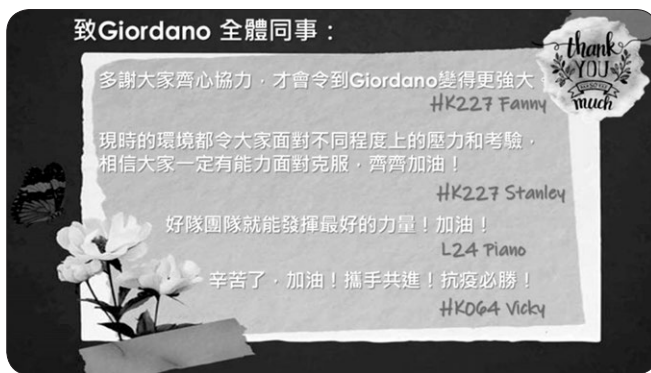 致Giordano 全體同事：
thank
YOU
much
多謝大家齊心協力，才會令到Giordano變得更強大。
HK227 Fanny
現時的環境都令大家面對不同程度上的壓力和考驗，
相信大家一定有能力面對克服，齊齊加油！
HK227 Stanley
好隊團隊就能發揮最好的力量！加油！
L24 Piano
辛苦了，加油！攜手共進！抗疫必勝！
HK064 Vicky